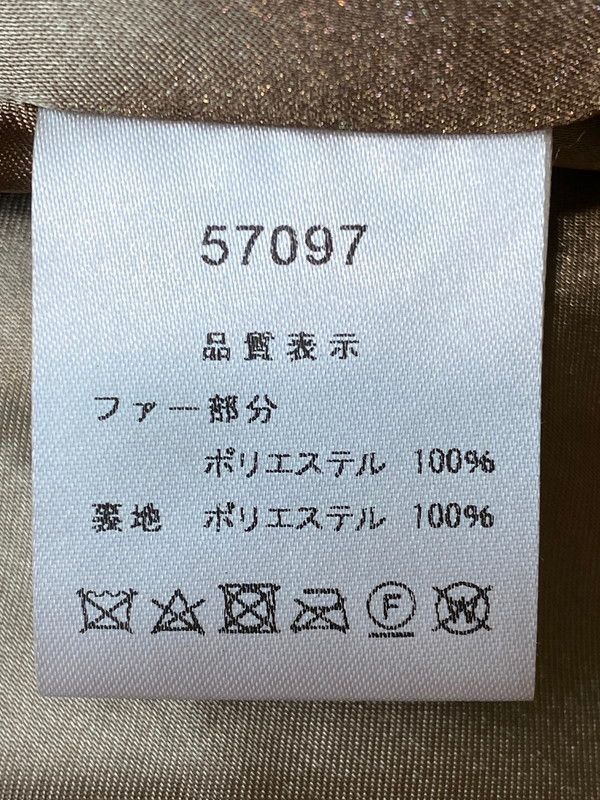 57097
品質表示
ファー部分
ポリエステル 100%
裏地 ポリエステル 100%
F W